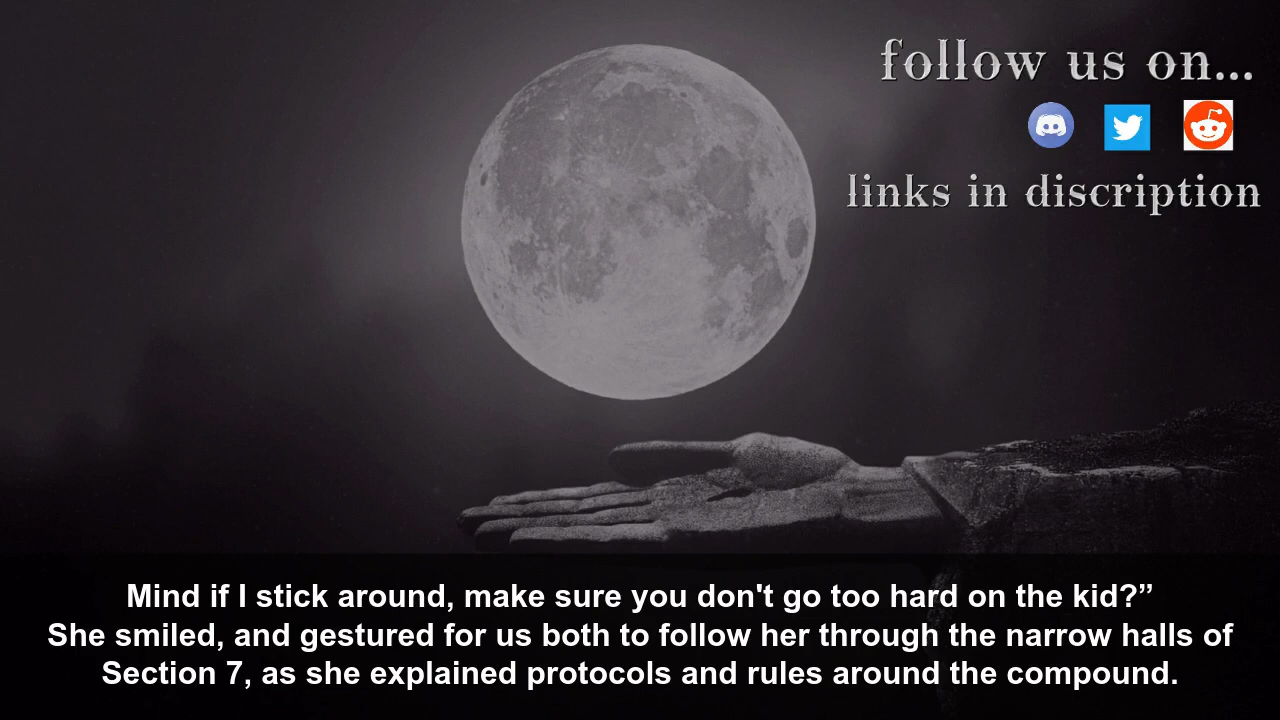 follow us on...
links in discription
Mind if I stick around, make sure you don't go too hard on the kid?”
She smiled, and gestured for us both to follow her through the narrow halls of
Section 7, as she explained protocols and rules around the compound.